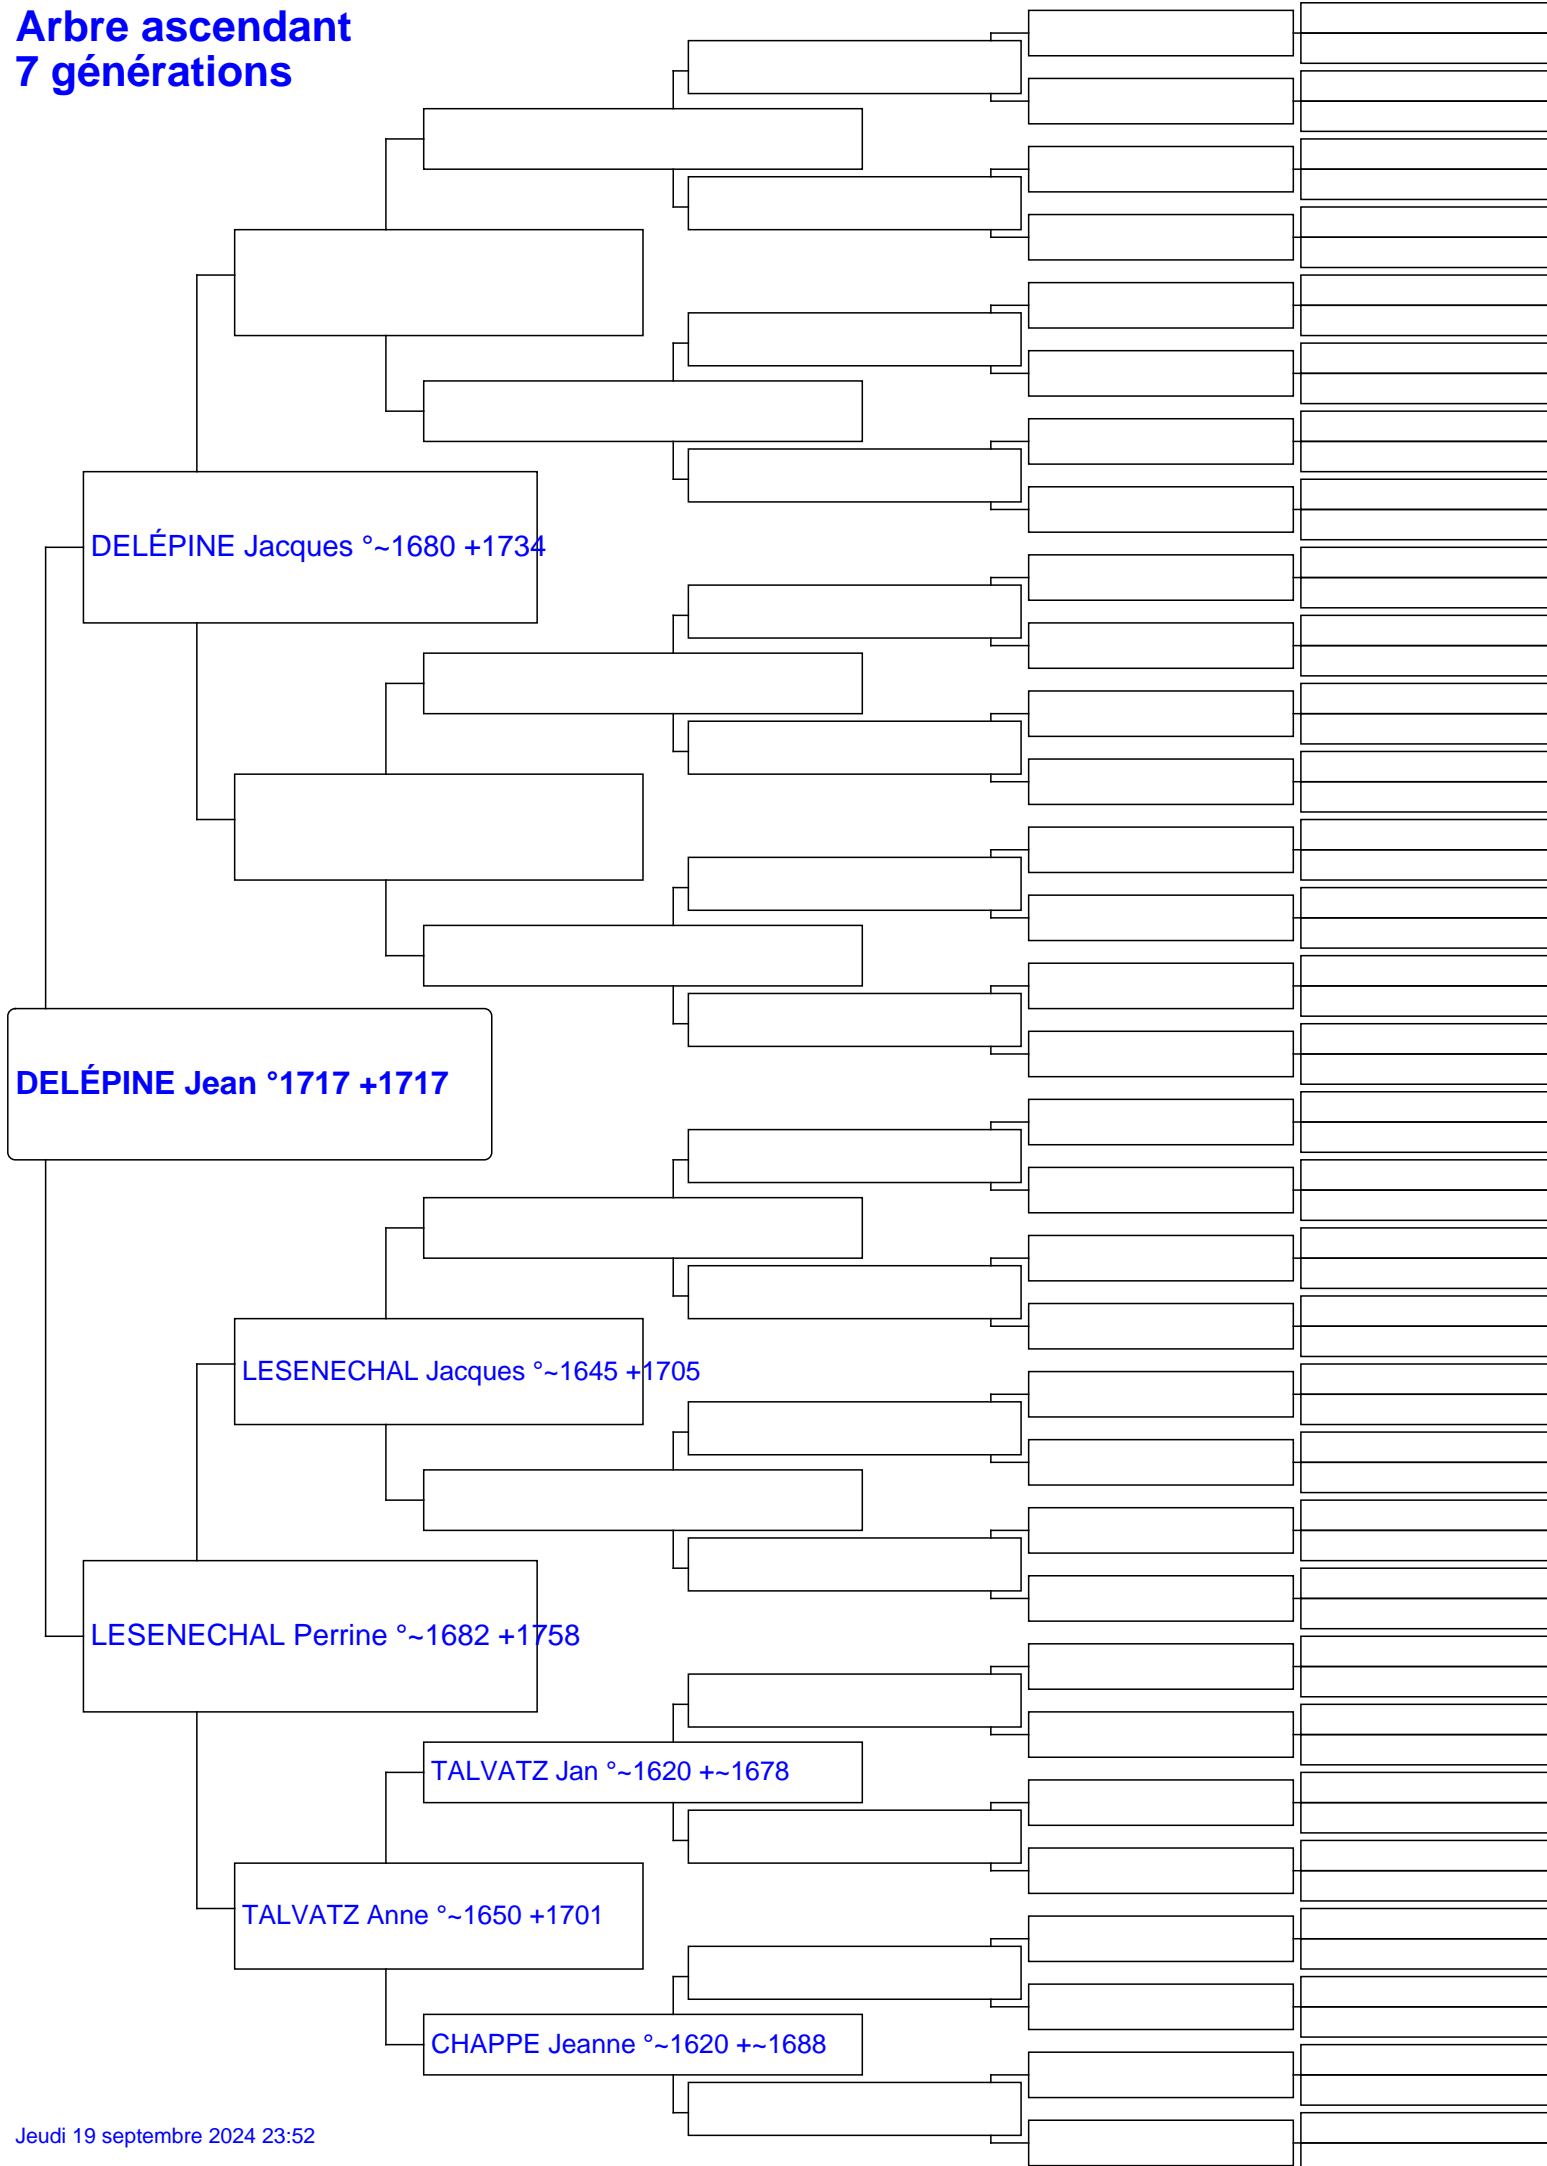 Arbre ascendant
7 générations
DELÉPINE Jacques °~1680 +1734
DELÉPINE Jean °1717 +1717
LESENECHAL Jacques °~1645 +1705
LESENECHAL Perrine °~1682 +1758
TALVATZ Jan °~1620 +~1678
TALVATZ Anne °~1650 +1701
CHAPPE Jeanne °~1620 +~1688
Jeudi 19 septembre 2024 23:52